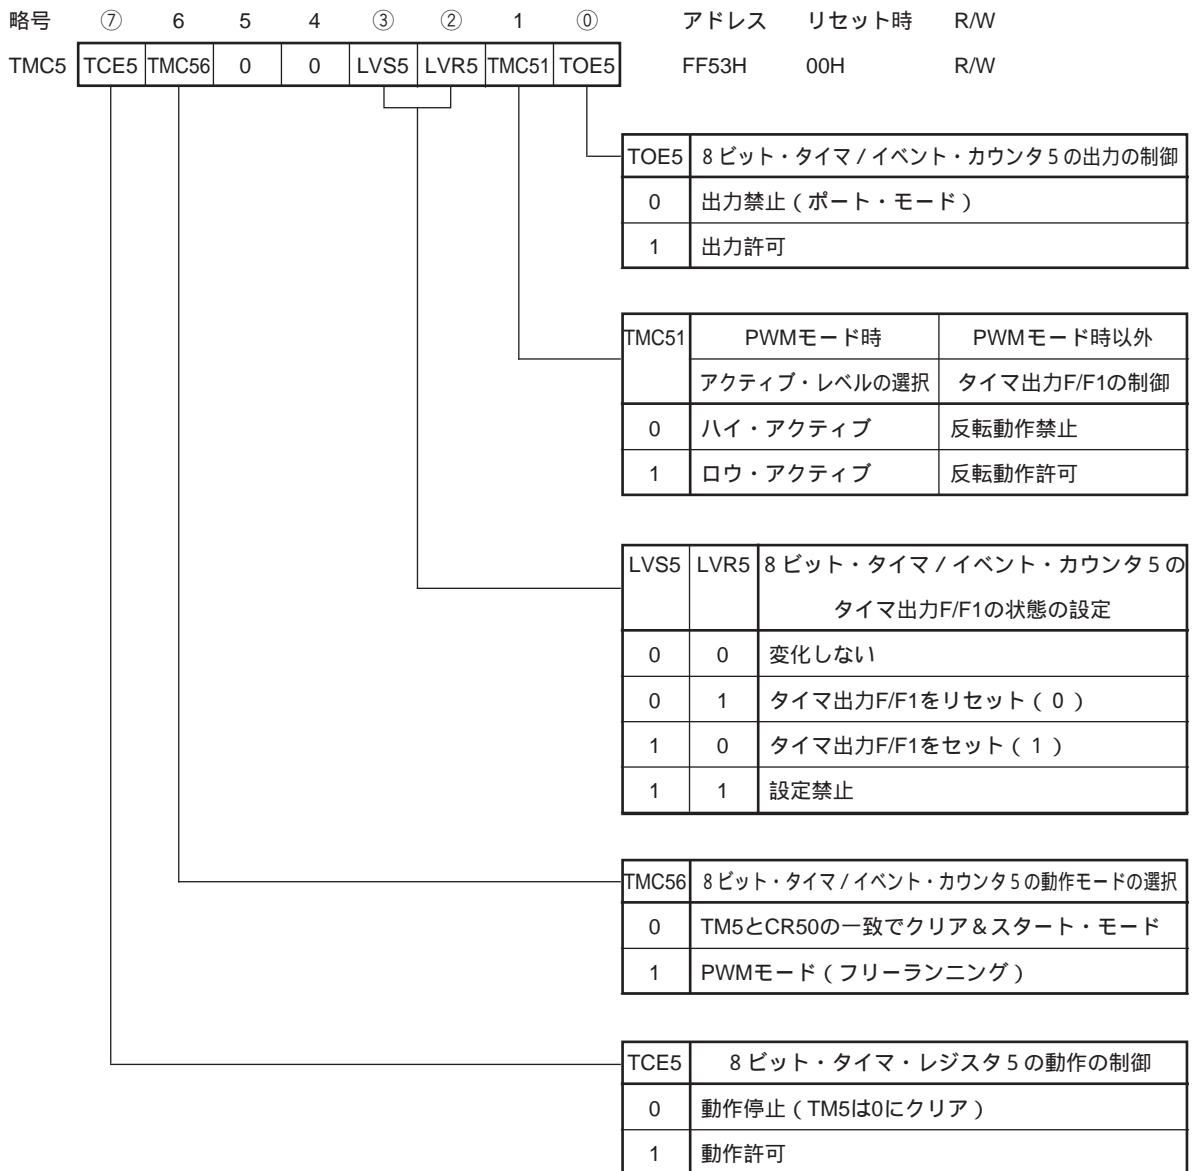 略号 ⑦ 6 5 4 ③ ② 1 ⓪ アドレス リセット時 R/W
TMC5 TCE5 TMC56 0 0 LVS5 LVR5 TMC51 TOE5 FF53H 00H R/W
TOE5 8ビット・タイマ/イベント・カウンタ5の出力の制御
0 出力禁止(ポート・モード)
1 出力許可
TMC51 PWMモード時 PWMモード時以外
アクティブ・レベルの選択 タイマ出力F/F1の制御
0 ハイ・アクティブ 反転動作禁止
1 ロウ・アクティブ 反転動作許可
LVS5 LVR5 8ビット・タイマ/イベント・カウンタ5の
タイマ出力F/F1の状態の設定
0 0 変化しない
0 1 タイマ出力F/F1をリセット(0)
1 0 タイマ出力F/F1をセット(1)
1 1 設定禁止
TMC56 8ビット・タイマ/イベント・カウンタ5の動作モードの選択
0 TM5とCR50の一致でクリア&スタート・モード
1 PWMモード(フリーランニング)
TCE5 8ビット・タイマ・レジスタ5の動作の制御
0 動作停止(TM5は0にクリア)
1 動作許可